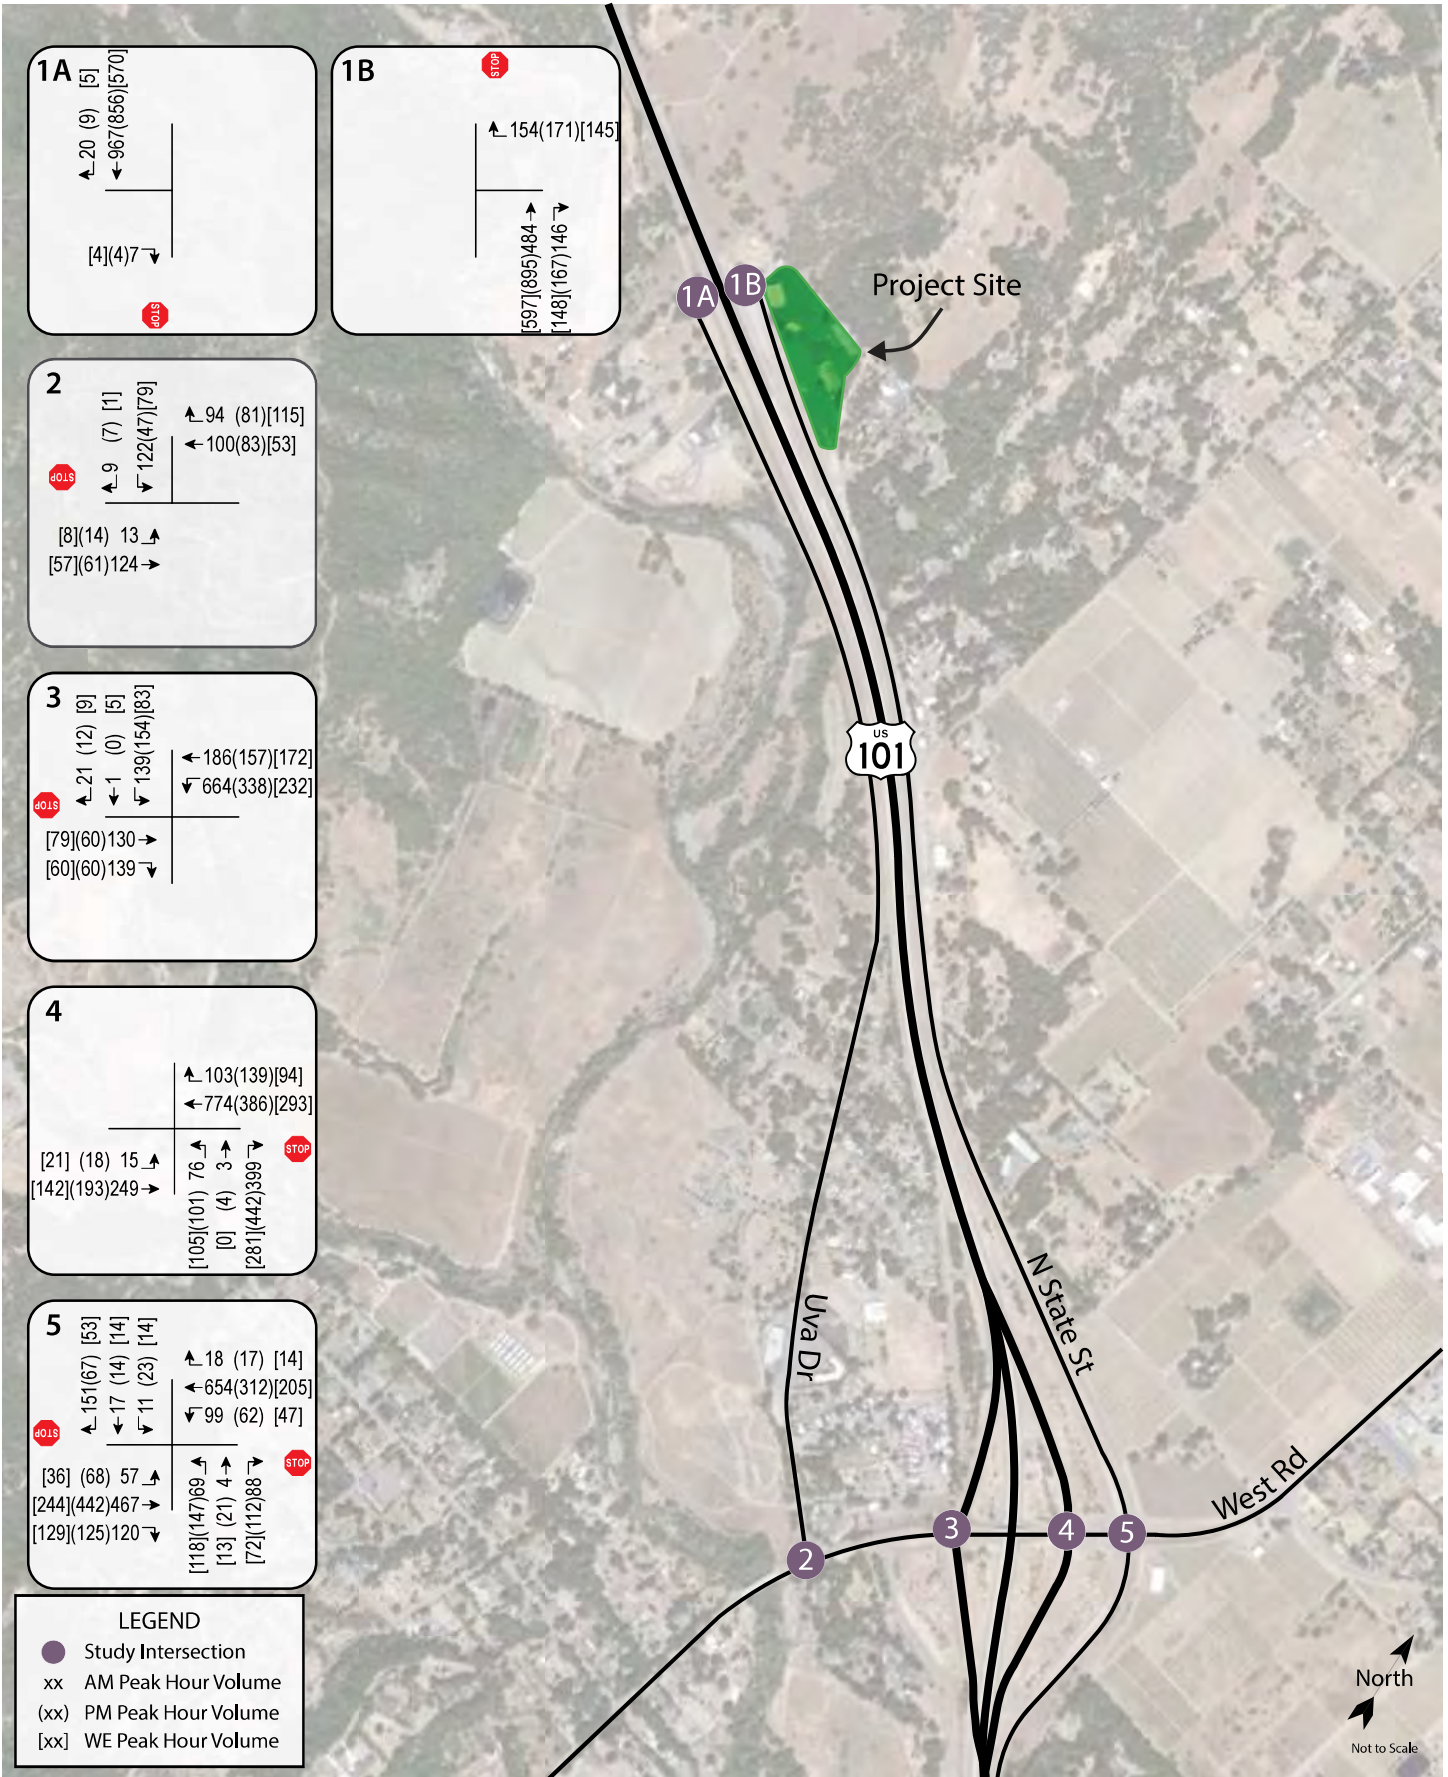 1A
20 (9) [5]
967(856)[570]
[4](4)7
STOP
1B
STOP
154(171)[145]
[597](895)484
[148](167)146
2
9 (7) [1]
122(47)[79]
94 (81)[115]
100(83)[53]
STOP
[8](14) 13
[57](61)124
3
21 (12) [9]
1 (0) [5]
139(154)[83]
186(157)[172]
664(338)[232]
STOP
[79](60)130
[60](60)139
4
103(139)[94]
774(386)[293]
STOP
[21] (18) 15
[142](193)249
[105](101) 76
[0] (4) 3
[281](442)399
5
151(67) [53]
17 (14) [14]
11 (23) [14]
18 (17) [14]
654(312)[205]
99 (62) [47]
STOP
STOP
[36] (68) 57
[244](442)467
[129](125)120
[118](147)69
[13] (21) 4
[72](112)88
LEGEND
Study Intersection
xx AM Peak Hour Volume
(xx) PM Peak Hour Volume
[xx] WE Peak Hour Volume
1A
1B
Project Site
US
101
Uva Dr
N State St
West Rd
2
3
4
5
North
Not to Scale